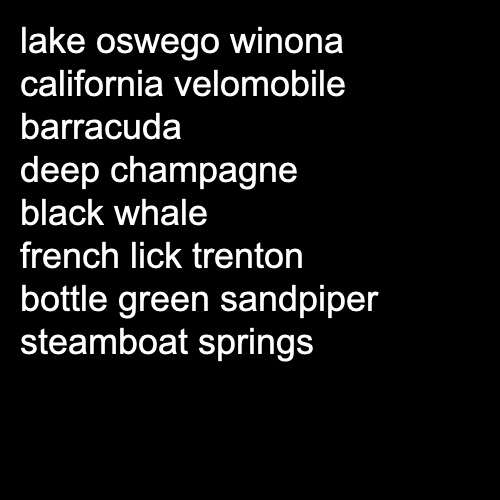 lake oswego winona
california velomobile
barracuda
deep champagne
black whale
french lick trenton
bottle green sandpiper
steamboat springs